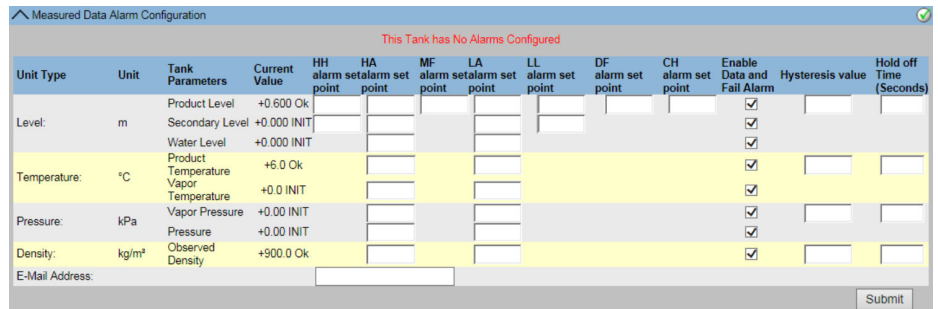 Measured Data Alarm Configuration
This Tank has No Alarms Configured
Unit Type Unit Tank Parameters Current Value HH alarm set point HA alarm set point MF alarm set point LA alarm set point LL alarm set point DF alarm set point CH alarm set point Enable Data and Fail Alarm Hysteresis value Hold off Time (Seconds)
Level: m Product Level +0.600 Ok
Secondary Level +0.000 INIT
Water Level +0.000 INIT
Temperature: °C Product Temperature +6.0 Ok
Vapor Temperature +0.0 INIT
Pressure: kPa Vapor Pressure +0.00 INIT
Pressure +0.00 INIT
Density: kg/m³ Observed Density +900.0 Ok
E-Mail Address:
Submit